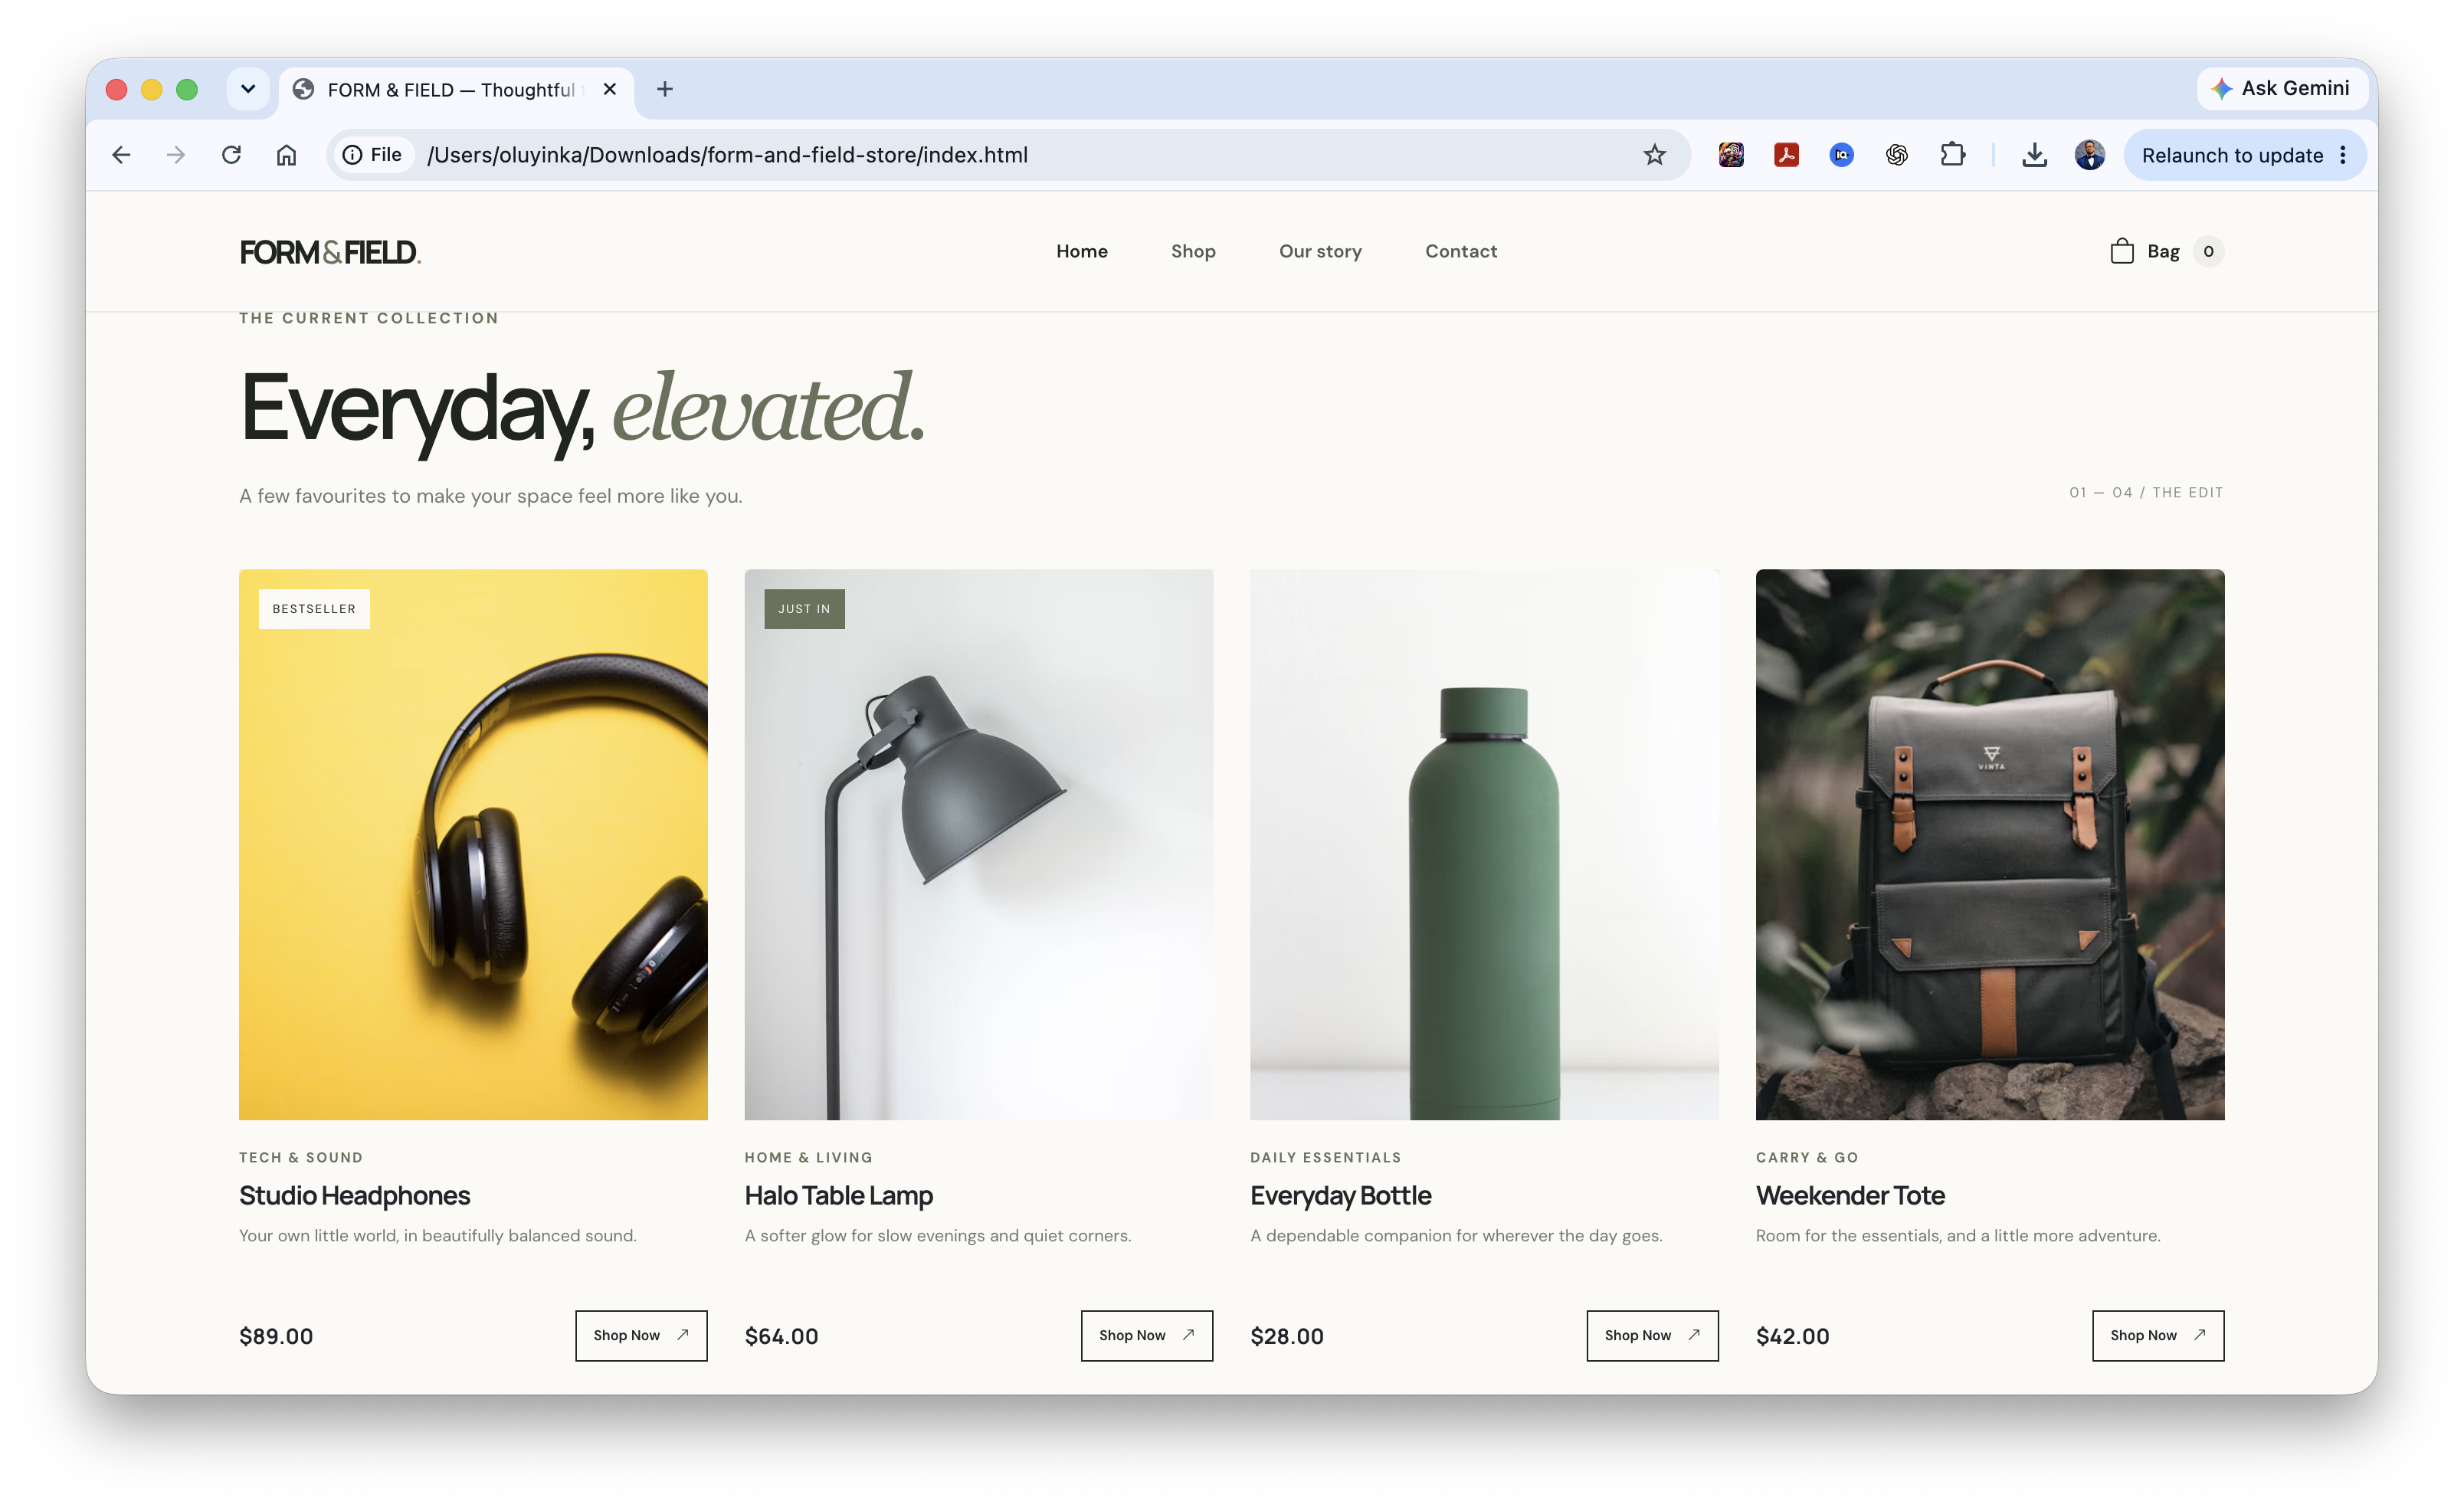 FORM & FIELD — Thoughtful
Ask Gemini
File
/Users/oluyinka/Downloads/form-and-field-store/index.html
Relaunch to update
FORM&FIELD.
Home
Shop
Our story
Contact
Bag
0
THE CURRENT COLLECTION
Everyday, elevated.
A few favourites to make your space feel more like you.
01 — 04 / THE EDIT
BESTSELLER
JUST IN
VINTA
TECH & SOUND
Studio Headphones
Your own little world, in beautifully balanced sound.
$89.00
Shop Now
HOME & LIVING
Halo Table Lamp
A softer glow for slow evenings and quiet corners.
$64.00
Shop Now
DAILY ESSENTIALS
Everyday Bottle
A dependable companion for wherever the day goes.
$28.00
Shop Now
CARRY & GO
Weekender Tote
Room for the essentials, and a little more adventure.
$42.00
Shop Now